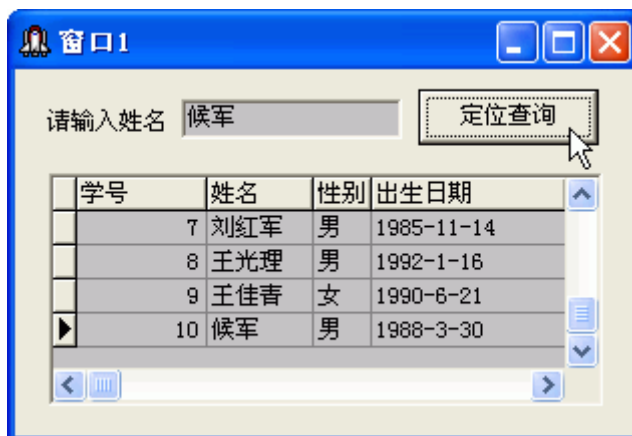 窗口1
请输入姓名 候军 定位查询
学号 姓名 性别 出生日期
7 刘红军 男 1985-11-14
8 王光理 男 1992-1-16
9 王佳青 女 1990-6-21
10 候军 男 1988-3-30